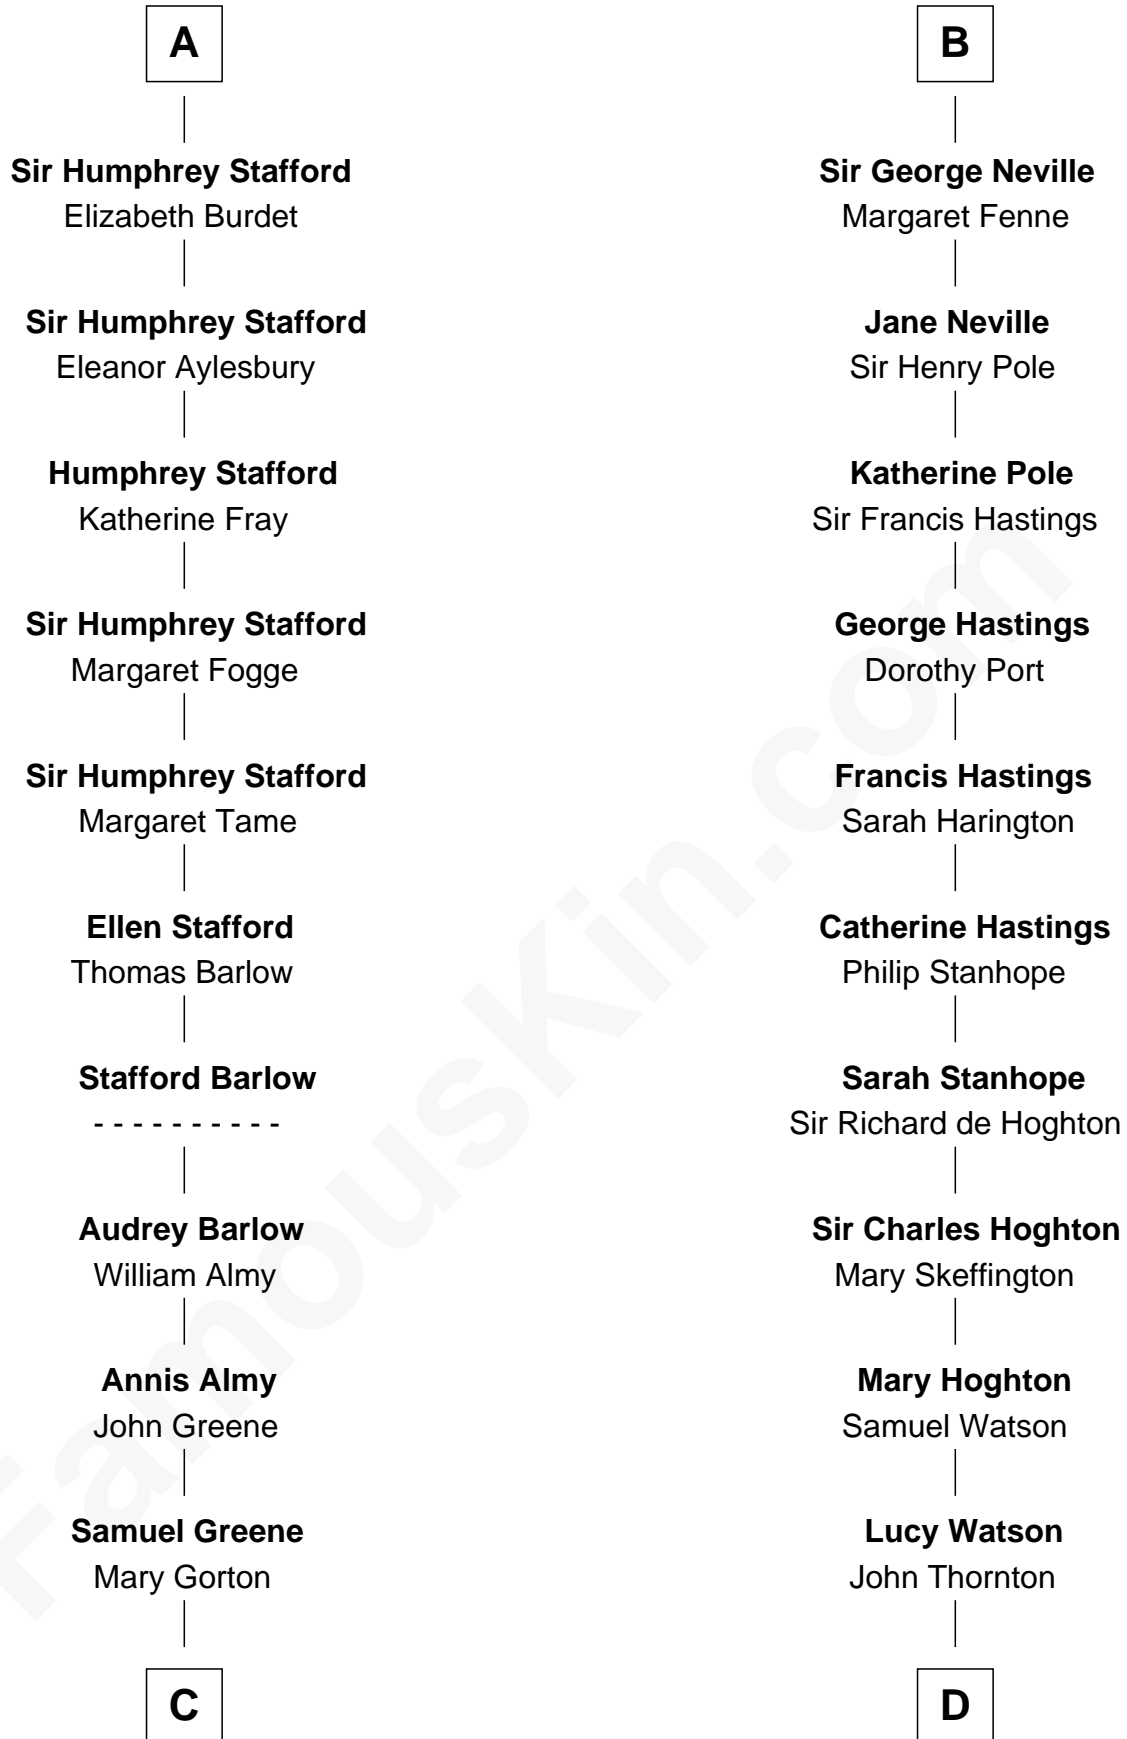 A
Sir Humphrey Stafford
Elizabeth Burdet
Sir Humphrey Stafford
Eleanor Aylesbury
Humphrey Stafford
Katherine Fray
Sir Humphrey Stafford
Margaret Fogge
Sir Humphrey Stafford
Margaret Tame
Ellen Stafford
Thomas Barlow
Stafford Barlow
- - - - - - - - - -
Audrey Barlow
William Almy
Annis Almy
John Greene
Samuel Greene
Mary Gorton
C
B
Sir George Neville
Margaret Fenne
Jane Neville
Sir Henry Pole
Katherine Pole
Sir Francis Hastings
George Hastings
Dorothy Port
Francis Hastings
Sarah Harington
Catherine Hastings
Philip Stanhope
Sarah Stanhope
Sir Richard de Hoghton
Sir Charles Hoghton
Mary Skeffington
Mary Hoghton
Samuel Watson
Lucy Watson
John Thornton
D
FamousKin.com